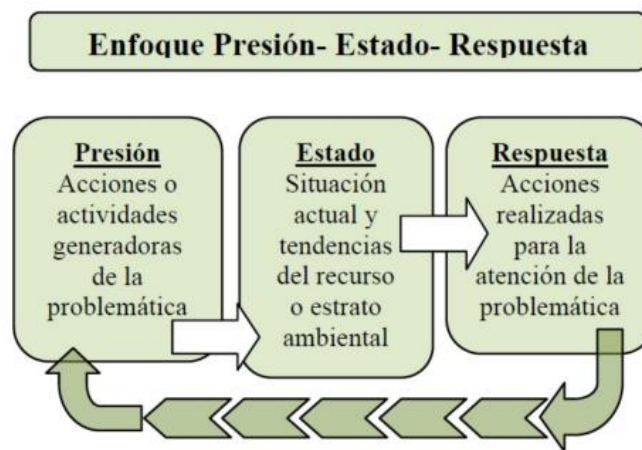 Enfoque Presión- Estado- Respuesta
Presión
Acciones o
actividades
generadoras
de la
problemática
Estado
Situación
actual y
tendencias
del recurso
o estrato
ambiental
Respuesta
Acciones
realizadas
para la
atención de la
problemática